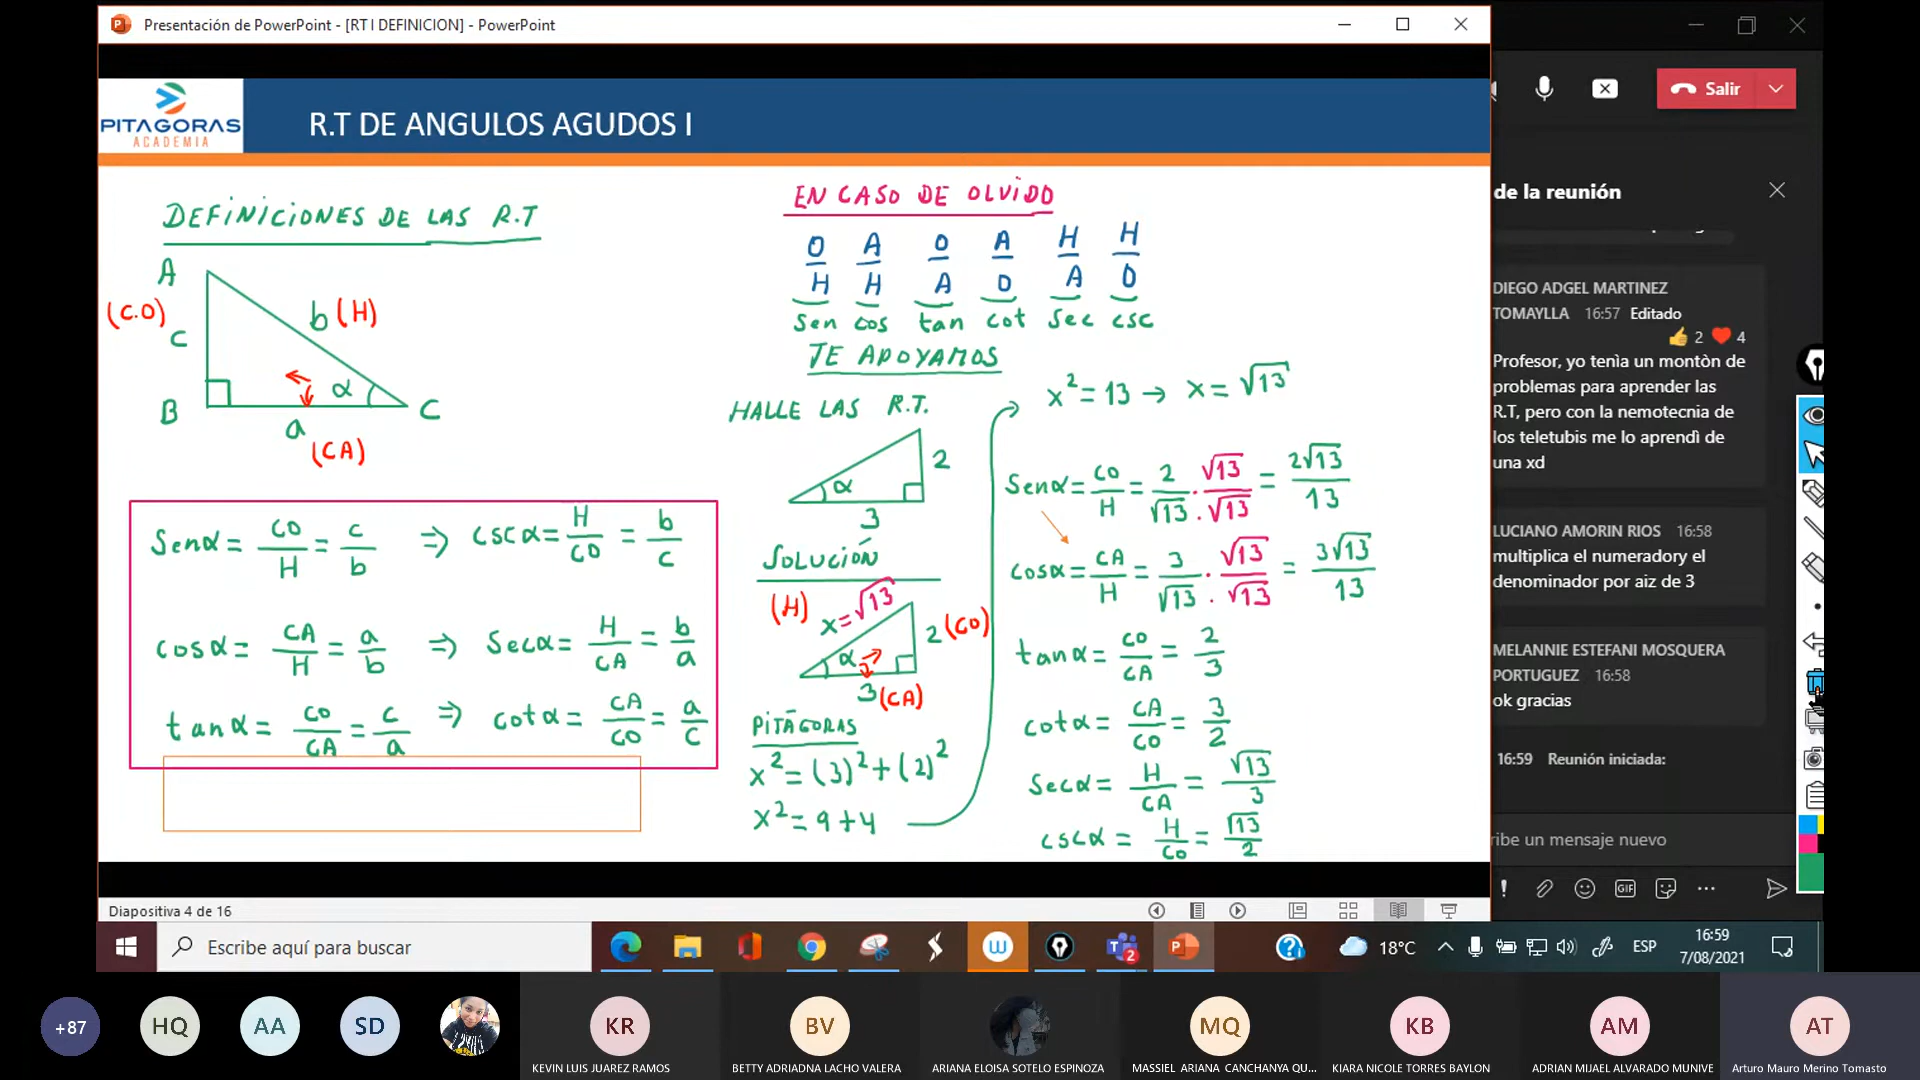 Presentación de PowerPoint - [RT I DEFINICION] - PowerPoint
PITAGORAS
ACADEMIA
R.T DE ANGULOS AGUDOS I
DEFINICIONES DE LAS R.T
A
(C.O)
c
b (H)
B
α
C
a
(CA)
Senα = CO/H = c/b ⇒ cscα = H/CO = b/c
cosα = CA/H = a/b ⇒ Secα = H/CA = b/a
tanα = CO/CA = c/a ⇒ cotα = CA/CO = a/c
EN CASO DE OLVIDO
O/H A/H O/A A/O H/A H/O
Sen cos tan cot Sec csc
TE APOYAMOS
HALLE LAS R.T.
2
α
3
SOLUCIÓN
(H) x=√13
2 (CO)
α
3 (CA)
PITÁGORAS
x² = (3)² + (2)²
x² = 9+4
x² = 13 → x = √13
Senα = CO/H = 2/√13 · √13/√13 = 2√13/13
cosα = CA/H = 3/√13 · √13/√13 = 3√13/13
tanα = CO/CA = 2/3
cotα = CA/CO = 3/2
Secα = H/CA = √13/3
cscα = H/CO = √13/2
Diapositiva 4 de 16
Salir
de la reunión
DIEGO ADGEL MARTINEZ
TOMAYLLA 16:57 Editado
2 4
Profesor, yo tenìa un montòn de
problemas para aprender las
R.T, pero con la nemotecnia de
los teletubis me lo aprendì de
una xd
LUCIANO AMORIN RIOS 16:58
multiplica el numeradory el
denominador por aiz de 3
MELANNIE ESTEFANI MOSQUERA
PORTUGUEZ 16:58
ok gracias
16:59 Reunión iniciada:
ribe un mensaje nuevo
GIF
Escribe aquí para buscar
W
2
18°C
ESP
16:59
7/08/2021
+87
HQ
AA
SD
KR
KEVIN LUIS JUAREZ RAMOS
BV
BETTY ADRIADNA LACHO VALERA
ARIANA ELOISA SOTELO ESPINOZA
MQ
MASSIEL ARIANA CANCHANYA QU...
KB
KIARA NICOLE TORRES BAYLON
AM
ADRIAN MIJAEL ALVARADO MUNIVE
AT
Arturo Mauro Merino Tomasto